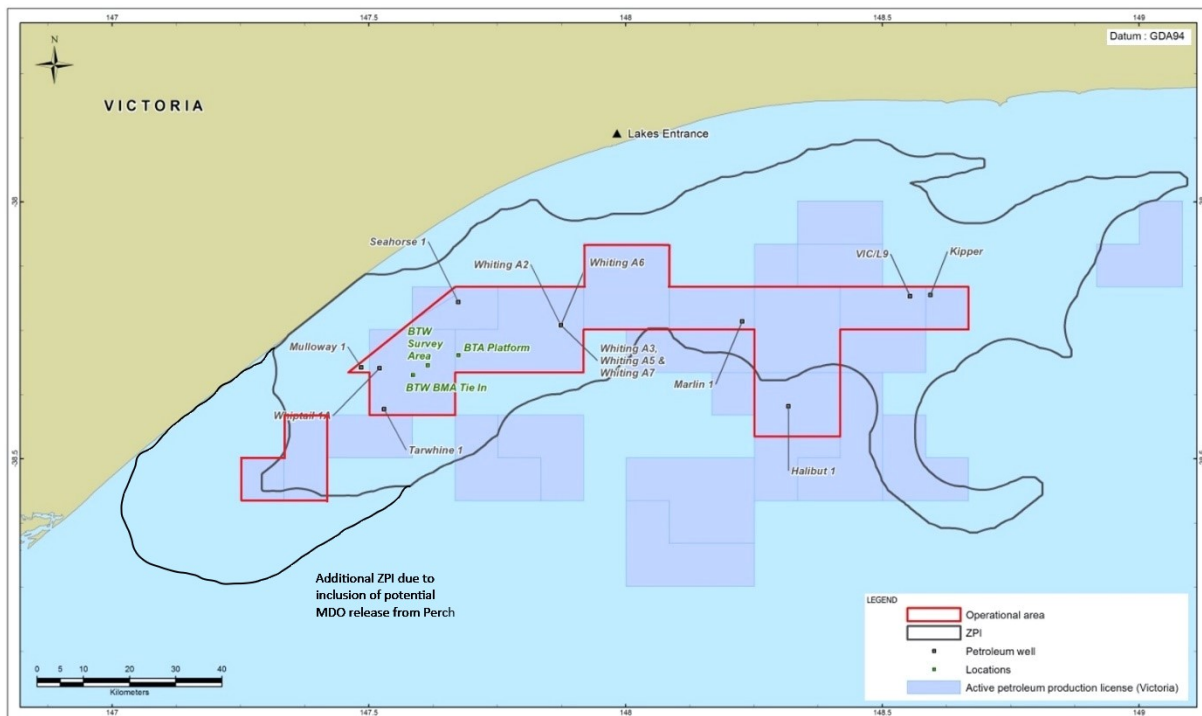 147
147.5
148
148.5
149
Datum : GDA94
N
VICTORIA
Lakes Entrance
-38
Seahorse 1
Whiting A2
Whiting A6
VIC/L9
Kipper
BTW
Survey
Area
BTA Platform
Mulloway 1
Whiting A3,
Whiting A5 &
Whiting A7
Marlin 1
BTW BMA Tie In
Whiptail 1A
Tarwhine 1
Halibut 1
-38.5
Additional ZPI due to
inclusion of potential
MDO release from Perch
LEGEND
Operational area
ZPI
Petroleum well
Locations
Active petroleum production license (Victoria)
0 5 10 20 30 40
Kilometers
147
147.5
148
148.5
149